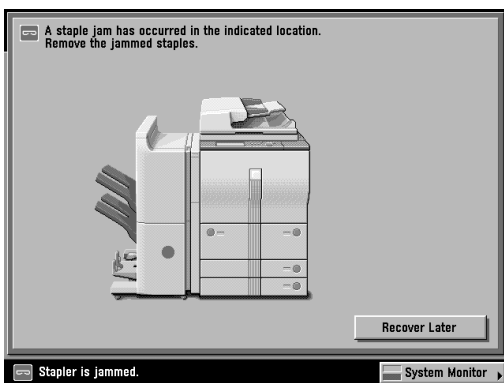 A staple jam has occurred in the indicated location.
Remove the jammed staples.
Recover Later
Stapler is jammed.
System Monitor